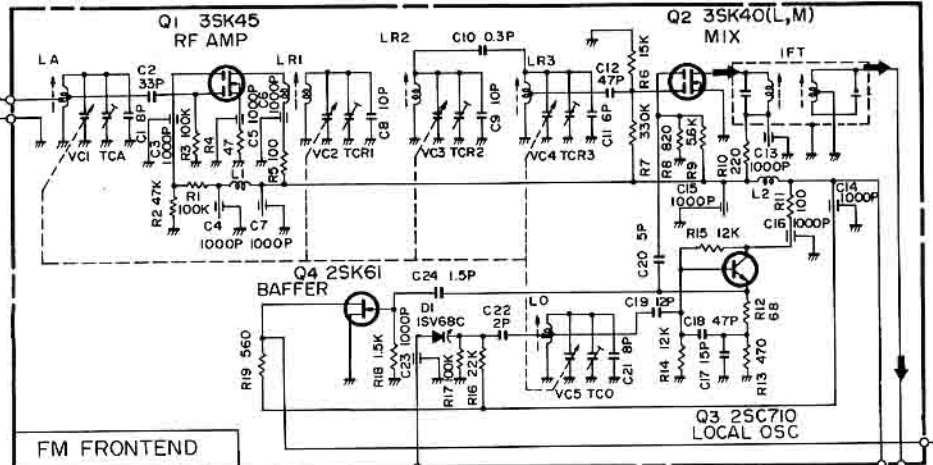 Q1 3SK45
RF AMP
Q2 3SK40(L,M)
MIX
LA
C2
33P
C6
1000P
LR1
LR2
C10 0.3P
LR3
C12
47P
R6
15K
IFT
VC1 TCA
C1 8P
C3
1000P
R3 100K
R4
47
C5 1000P
L1
R5 100
VC2 TCR1
C8 10P
VC3 TCR2
C9 10P
VC4 TCR3
C11 6P
R7 330K
R8 820
R9 5.6K
R10
220
C13
1000P
R2 47K
R1
100K
C4
1000P
C7
1000P
C15
1000P
L2
R11
100
C16 1000P
C14
1000P
R15 12K
C20 5P
Q4 2SK61
BAFFER
C24 1.5P
D1
1SV68C
C22
2P
LO
C19 12P
R12
68
C18 47P
R19 560
R18 1.5K
C23 1000P
R17 100K
R16 22K
VC5 TCO
C21 8P
R14 12K
C17 15P
R13 470
Q3 2SC710
LOCAL OSC
FM FRONTEND